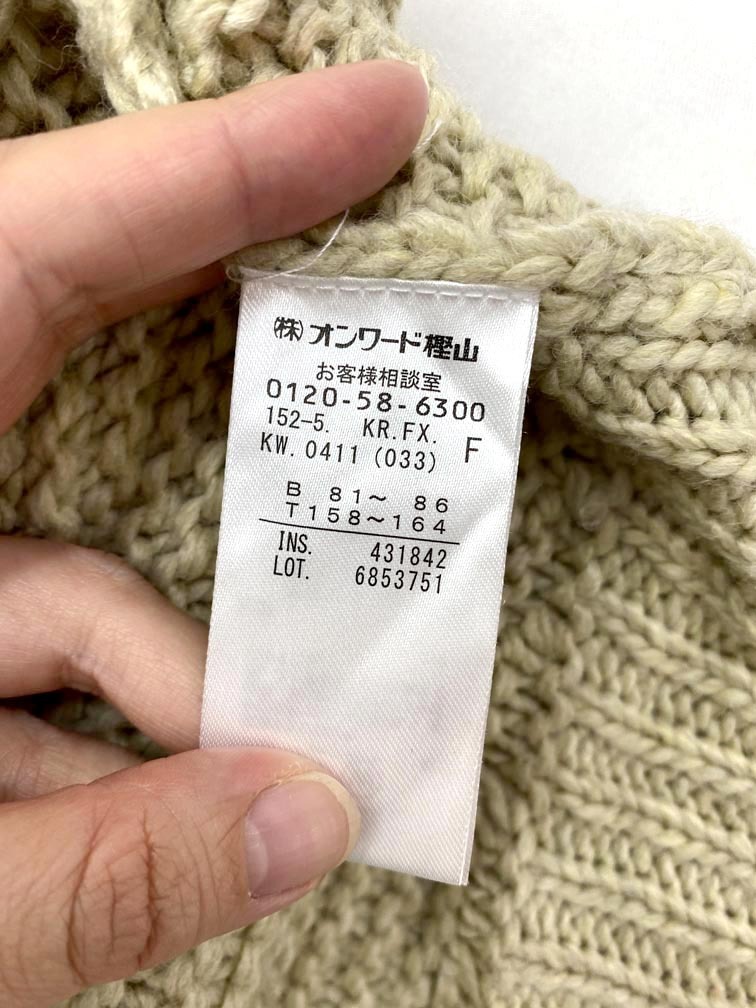 ㈱オンワード樫山
お客様相談室
0120-58-6300
152-5. KR.FX. F
KW.0411 (033)
B 81～ 86
T158～164
INS. 431842
LOT. 6853751